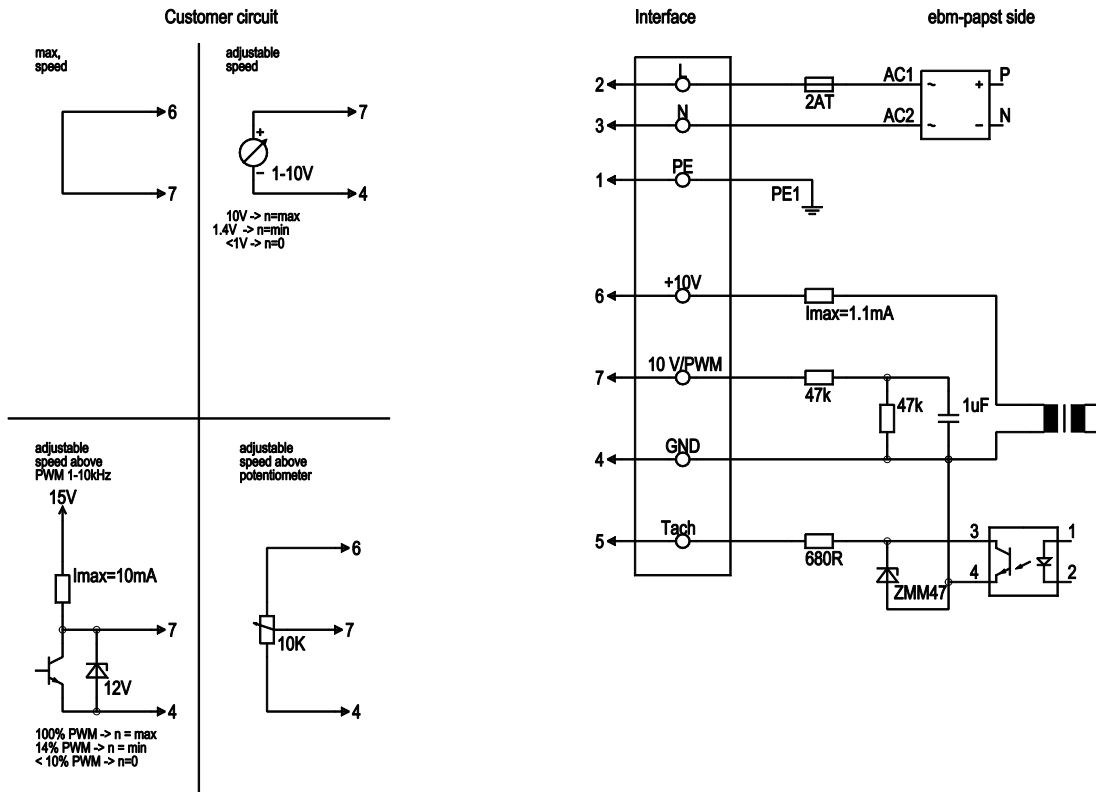 Customer circuit
Interface
ebm-papst side
max,
speed
6
7
adjustable
speed
7
+
1-10V
−
4
10V -> n=max
1.4V -> n=min
<1V -> n=0
2
L
2AT
AC1
~
+
P
3
N
AC2
~
−
N
1
PE
PE1
6
+10V
Imax=1.1mA
7
10 V/PWM
47k
47k
1uF
4
GND
5
Tach
680R
ZMM47
3
4
1
2
adjustable
speed above
PWM 1-10kHz
15V
Imax=10mA
7
12V
4
100% PWM -> n = max
14% PWM -> n = min
< 10% PWM -> n=0
adjustable
speed above
potentiometer
6
7
10K
4